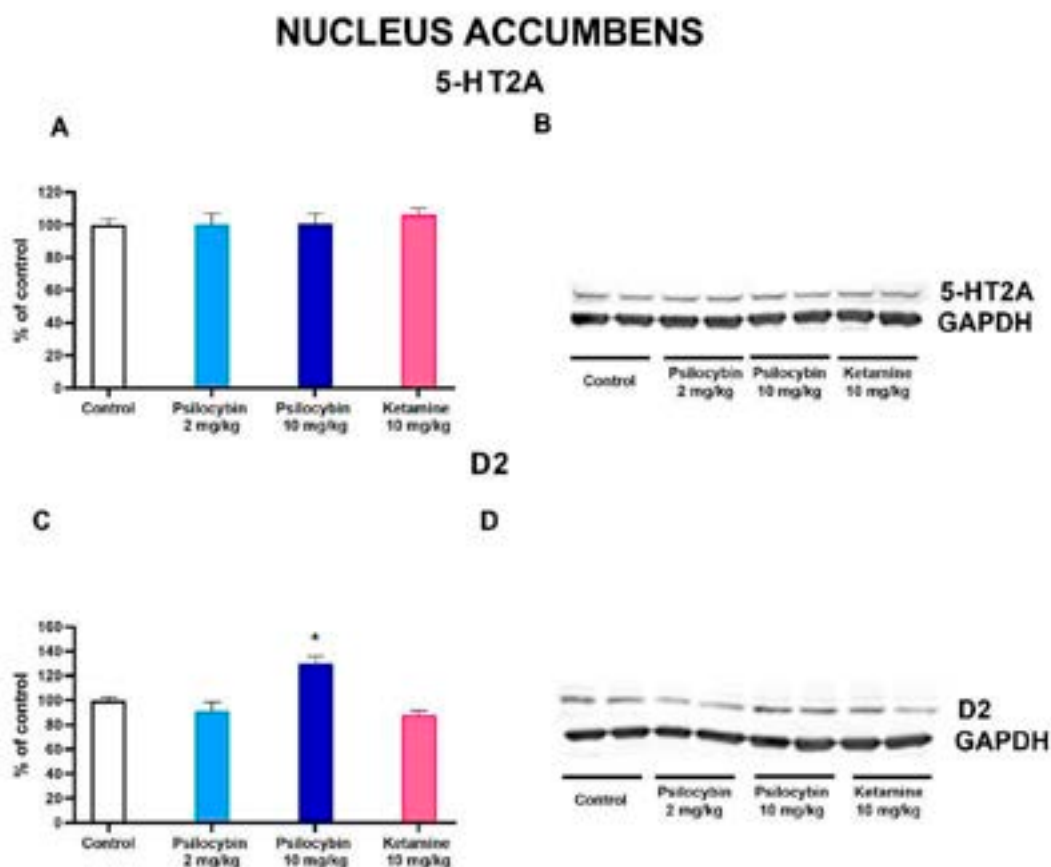 NUCLEUS ACCUMBENS
5-HT2A
A
B
% of control
120
100
80
60
40
20
0
Control
Psilocybin
2 mg/kg
Psilocybin
10 mg/kg
Ketamine
10 mg/kg
5-HT2A
GAPDH
Control
Psilocybin
2 mg/kg
Psilocybin
10 mg/kg
Ketamine
10 mg/kg
D2
C
D
% of control
160
140
120
100
80
60
40
20
0
*
Control
Psilocybin
2 mg/kg
Psilocybin
10 mg/kg
Ketamine
10 mg/kg
D2
GAPDH
Control
Psilocybin
2 mg/kg
Psilocybin
10 mg/kg
Ketamine
10 mg/kg